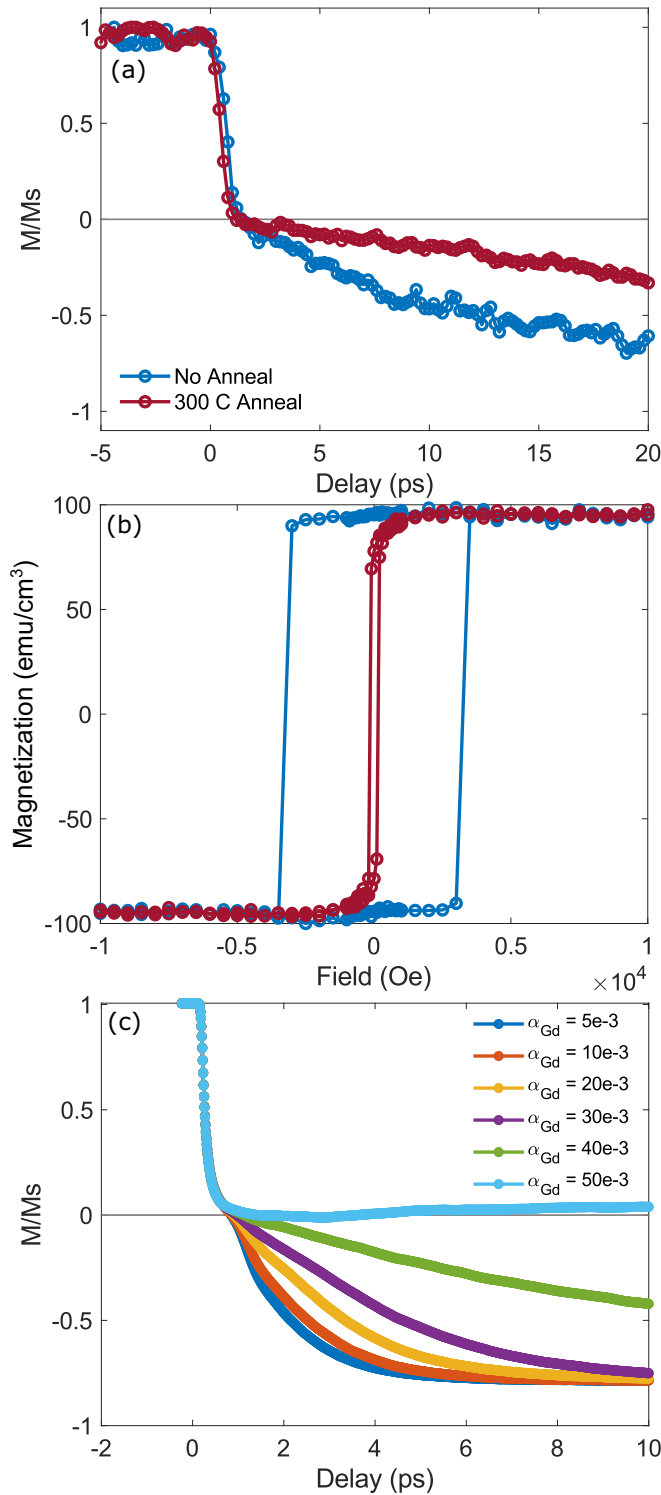 (a)
M/Ms
1
0.5
0
-0.5
-1
No Anneal
300 C Anneal
-5 0 5 10 15 20
Delay (ps)
(b)
Magnetization (emu/cm³)
100
50
0
-50
-100
-1 -0.5 0 0.5 1
Field (Oe)
×10⁴
(c)
M/Ms
1
0.5
0
-0.5
-1
α_Gd = 5e-3
α_Gd = 10e-3
α_Gd = 20e-3
α_Gd = 30e-3
α_Gd = 40e-3
α_Gd = 50e-3
-2 0 2 4 6 8 10
Delay (ps)